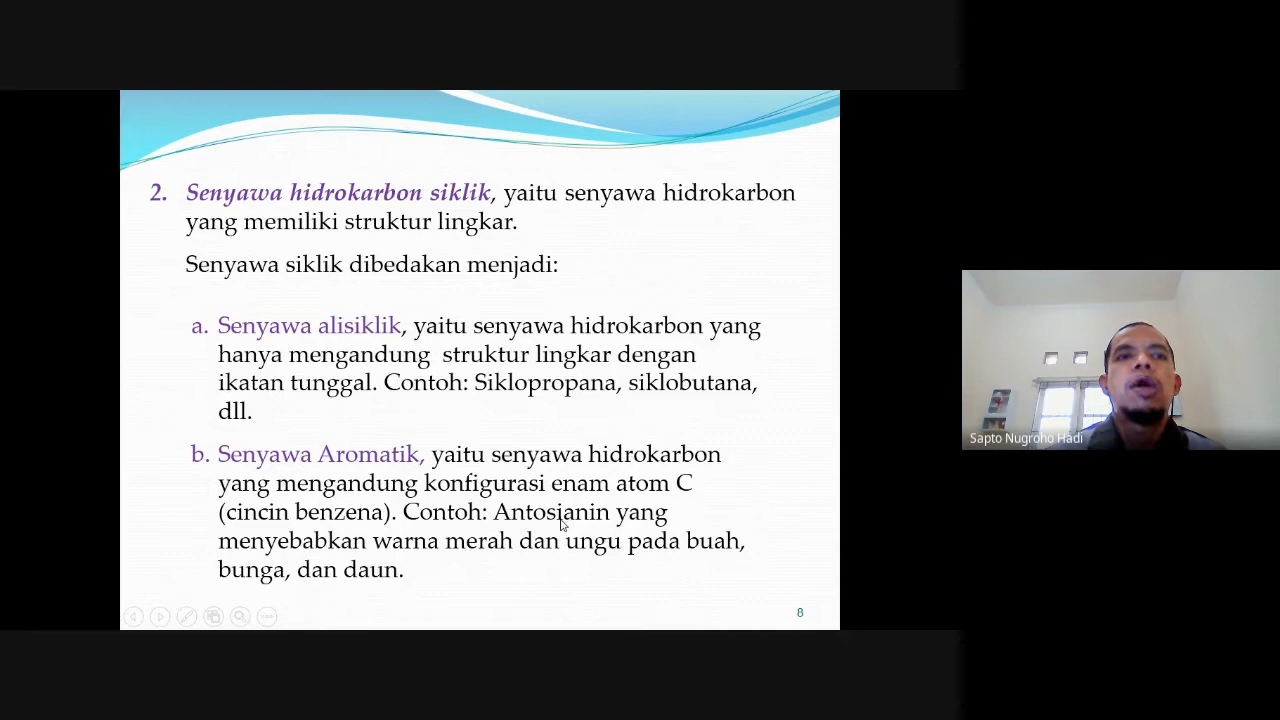 2. Senyawa hidrokarbon siklik, yaitu senyawa hidrokarbon
yang memiliki struktur lingkar.
Senyawa siklik dibedakan menjadi:
a. Senyawa alisiklik, yaitu senyawa hidrokarbon yang
hanya mengandung struktur lingkar dengan
ikatan tunggal. Contoh: Siklopropana, siklobutana,
dll.
b. Senyawa Aromatik, yaitu senyawa hidrokarbon
yang mengandung konfigurasi enam atom C
(cincin benzena). Contoh: Antosianin yang
menyebabkan warna merah dan ungu pada buah,
bunga, dan daun.
8
Sapto Nugroho Hadi